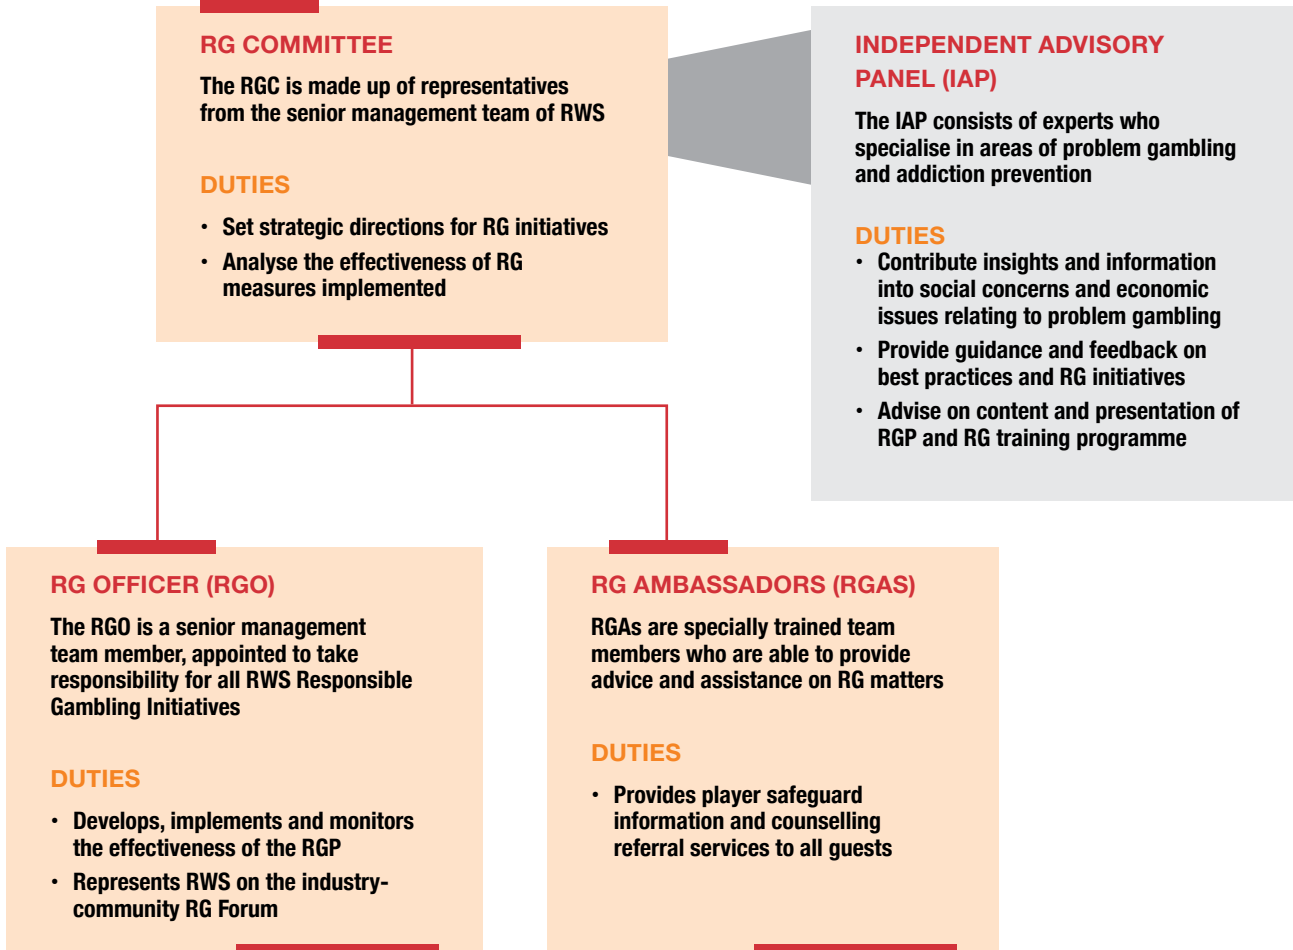 RG COMMITTEE
The RGC is made up of representatives
from the senior management team of RWS
DUTIES
• Set strategic directions for RG initiatives
• Analyse the effectiveness of RG
measures implemented
INDEPENDENT ADVISORY
PANEL (IAP)
The IAP consists of experts who
specialise in areas of problem gambling
and addiction prevention
DUTIES
• Contribute insights and information
into social concerns and economic
issues relating to problem gambling
• Provide guidance and feedback on
best practices and RG initiatives
• Advise on content and presentation of
RGP and RG training programme
RG OFFICER (RGO)
The RGO is a senior management
team member, appointed to take
responsibility for all RWS Responsible
Gambling Initiatives
DUTIES
• Develops, implements and monitors
the effectiveness of the RGP
• Represents RWS on the industry-
community RG Forum
RG AMBASSADORS (RGAS)
RGAs are specially trained team
members who are able to provide
advice and assistance on RG matters
DUTIES
• Provides player safeguard
information and counselling
referral services to all guests